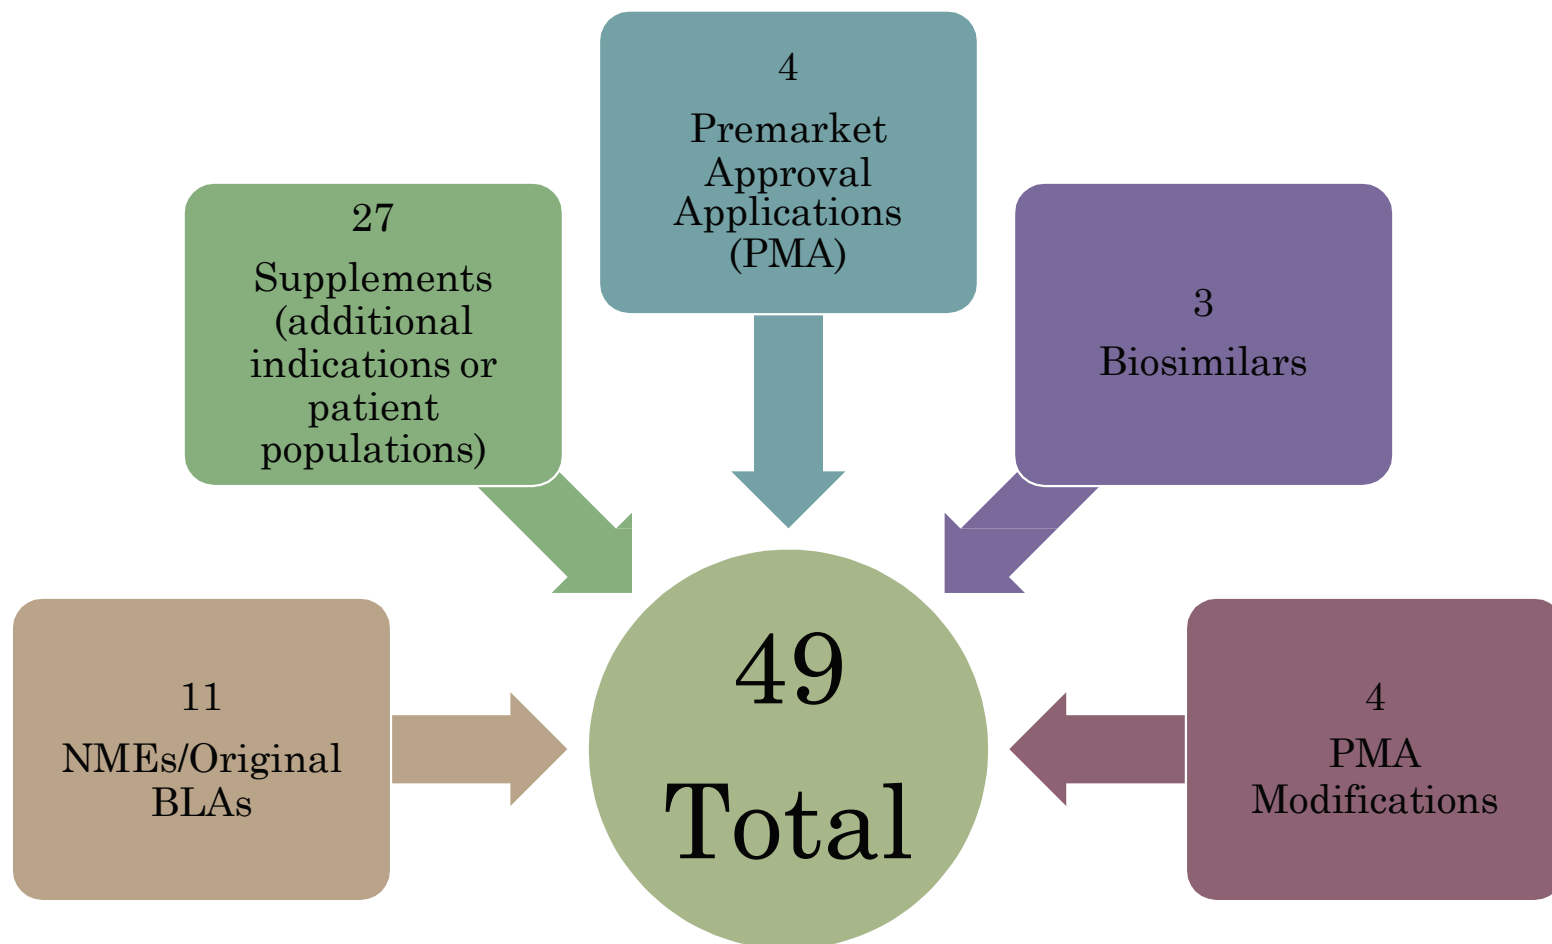 4
Premarket
Approval
Applications
(PMA)
27
Supplements
(additional
indications or
patient
populations)
3
Biosimilars
11
NMEs/Original
BLAs
49
Total
4
PMA
Modifications